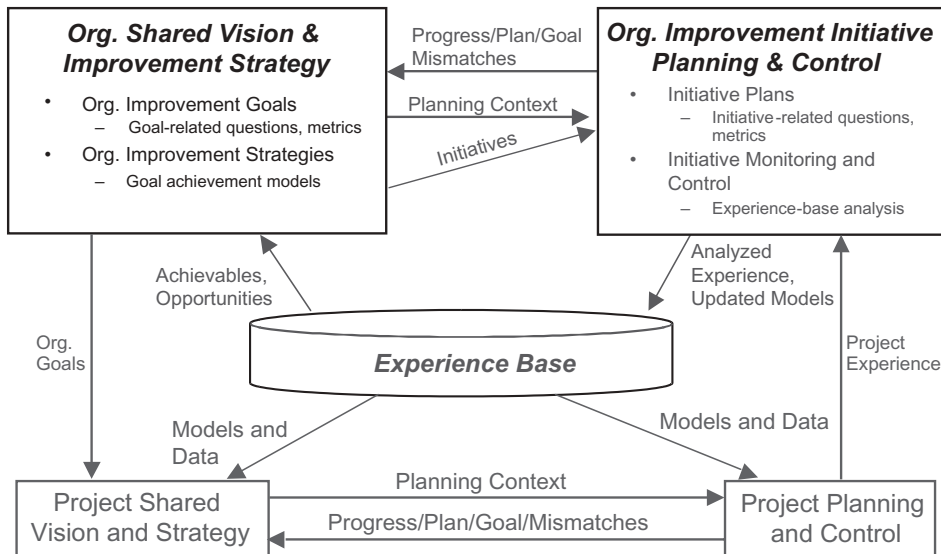 Org. Shared Vision &
Improvement Strategy
• Org. Improvement Goals
– Goal-related questions, metrics
• Org. Improvement Strategies
– Goal achievement models
Progress/Plan/Goal
Mismatches
Planning Context
Initiatives
Org. Improvement Initiative
Planning & Control
• Initiative Plans
– Initiative-related questions,
metrics
• Initiative Monitoring and
Control
– Experience-base analysis
Achievables,
Opportunities
Analyzed
Experience,
Updated Models
Org.
Goals
Experience Base
Project
Experience
Models and
Data
Models and Data
Project Shared
Vision and Strategy
Planning Context
Progress/Plan/Goal/Mismatches
Project Planning
and Control